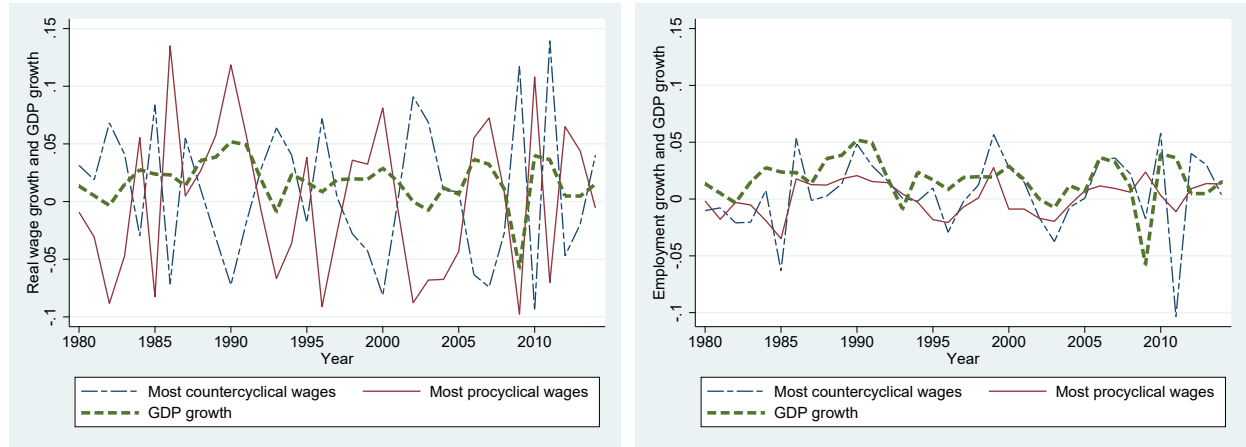 Real wage growth and GDP growth
.15
.1
.05
0
-.05
-.1
1980 1985 1990 1995 2000 2005 2010
Year
Most countercyclical wages Most procyclical wages
GDP growth
Employment growth and GDP growth
.15
.1
.05
0
-.05
-.1
1980 1985 1990 1995 2000 2005 2010
Year
Most countercyclical wages Most procyclical wages
GDP growth